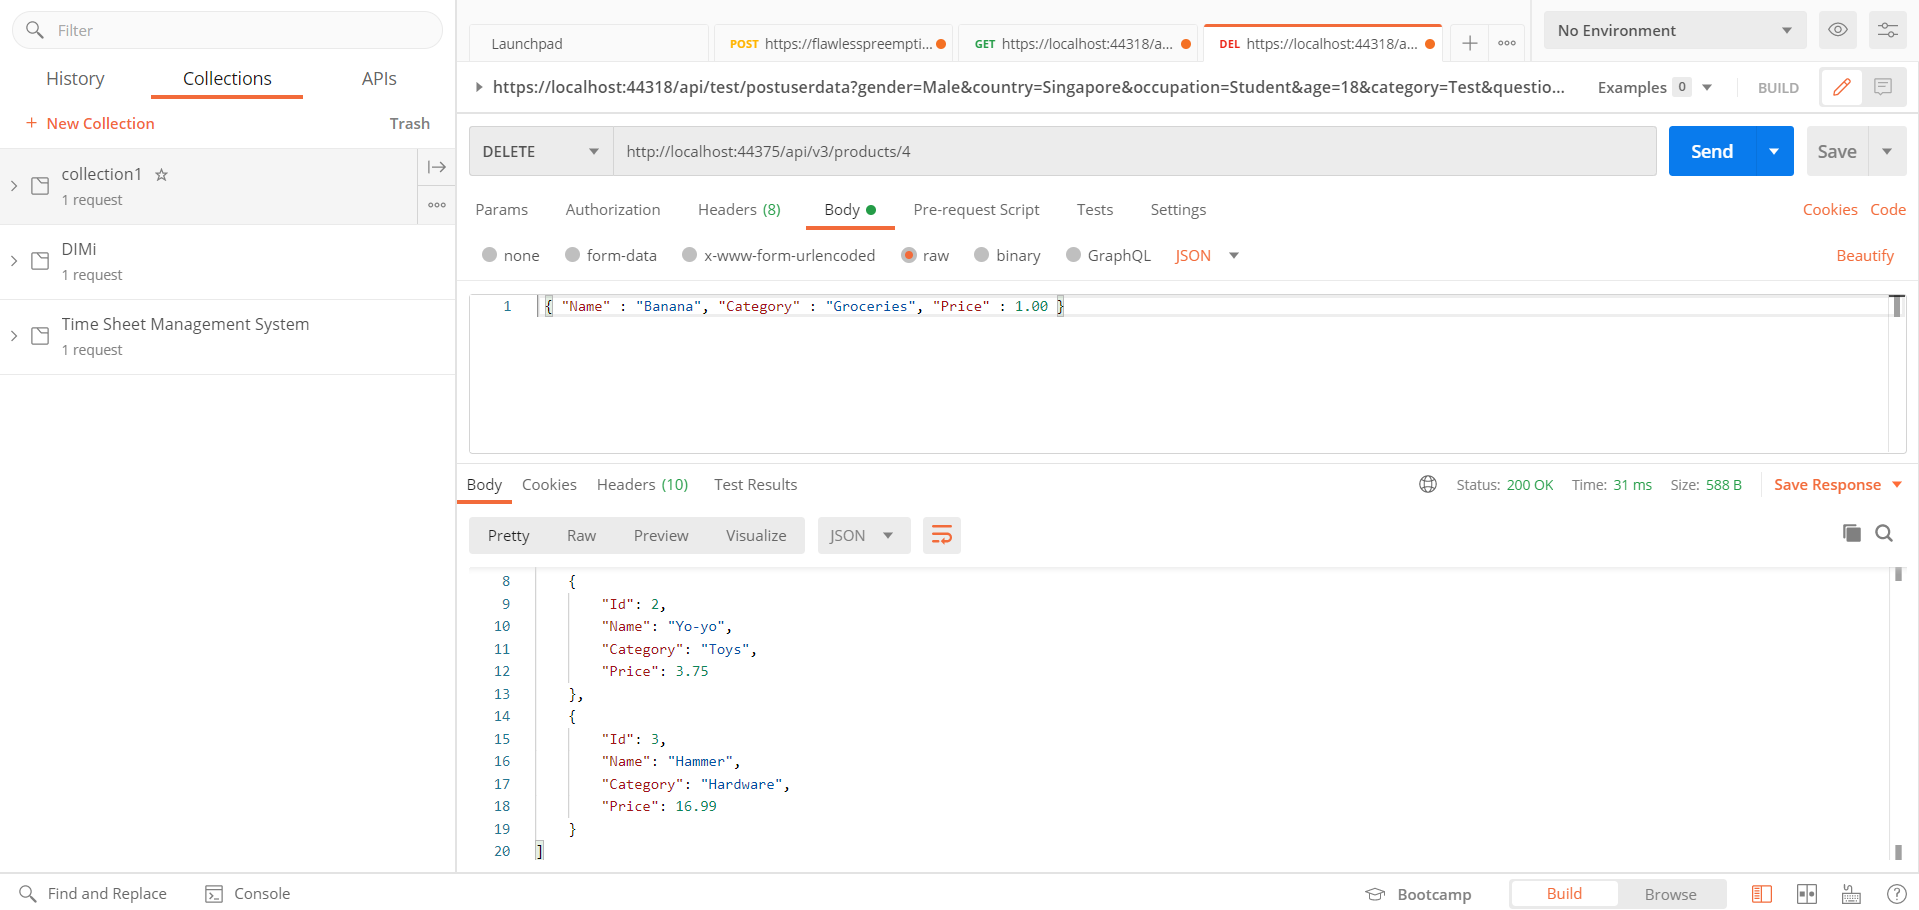 Filter
History Collections APIs
+ New Collection Trash
collection1
1 request
DIMi
1 request
Time Sheet Management System
1 request
Launchpad
POST https://flawlesspreempti...
GET https://localhost:44318/a...
DEL https://localhost:44318/a...
No Environment
https://localhost:44318/api/test/postuserdata?gender=Male&country=Singapore&occupation=Student&age=18&category=Test&questio...
Examples 0 BUILD
DELETE http://localhost:44375/api/v3/products/4
Send Save
Params Authorization Headers (8) Body Pre-request Script Tests Settings Cookies Code
none form-data x-www-form-urlencoded raw binary GraphQL JSON Beautify
1 { "Name" : "Banana", "Category" : "Groceries", "Price" : 1.00 }
Body Cookies Headers (10) Test Results Status: 200 OK Time: 31 ms Size: 588 B Save Response
Pretty Raw Preview Visualize JSON
8 {
9 "Id": 2,
10 "Name": "Yo-yo",
11 "Category": "Toys",
12 "Price": 3.75
13 },
14 {
15 "Id": 3,
16 "Name": "Hammer",
17 "Category": "Hardware",
18 "Price": 16.99
19 }
20 ]
Find and Replace Console Bootcamp Build Browse